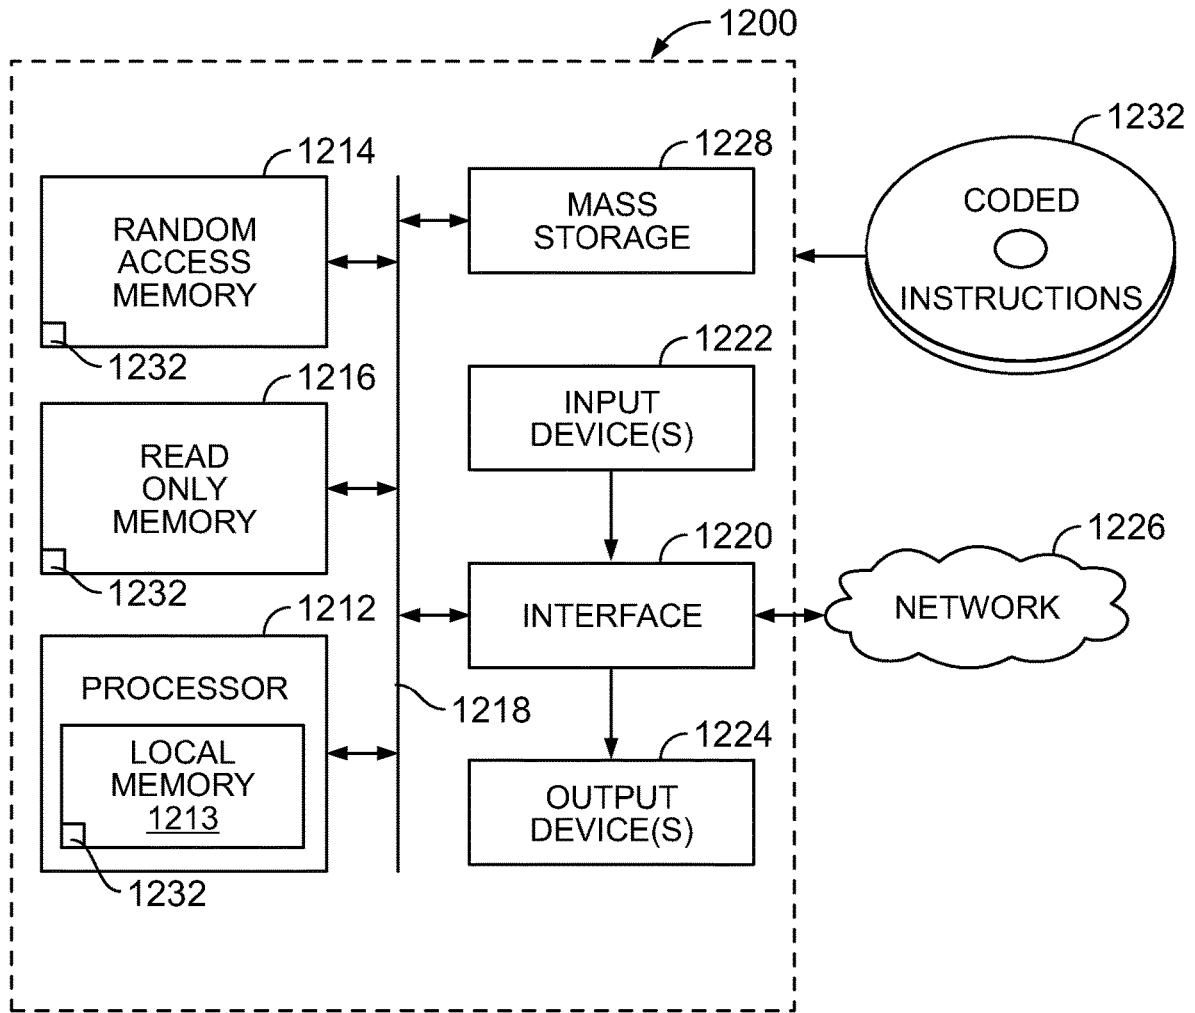 1200
1232
CODED
INSTRUCTIONS
1214
RANDOM
ACCESS
MEMORY
1232
1228
MASS
STORAGE
1216
READ
ONLY
MEMORY
1232
1222
INPUT
DEVICE(S)
1220
INTERFACE
1226
NETWORK
1212
PROCESSOR
LOCAL
MEMORY
1213
1232
1218
1224
OUTPUT
DEVICE(S)